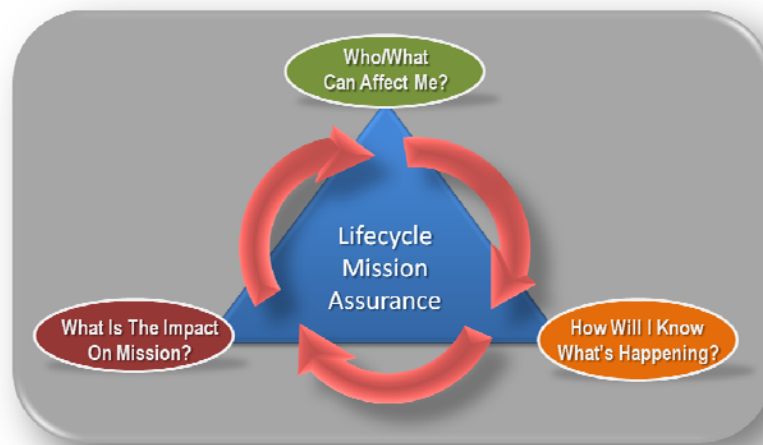 Who/What
Can Affect Me?
Lifecycle
Mission
Assurance
What Is The Impact
On Mission?
How Will I Know
What's Happening?